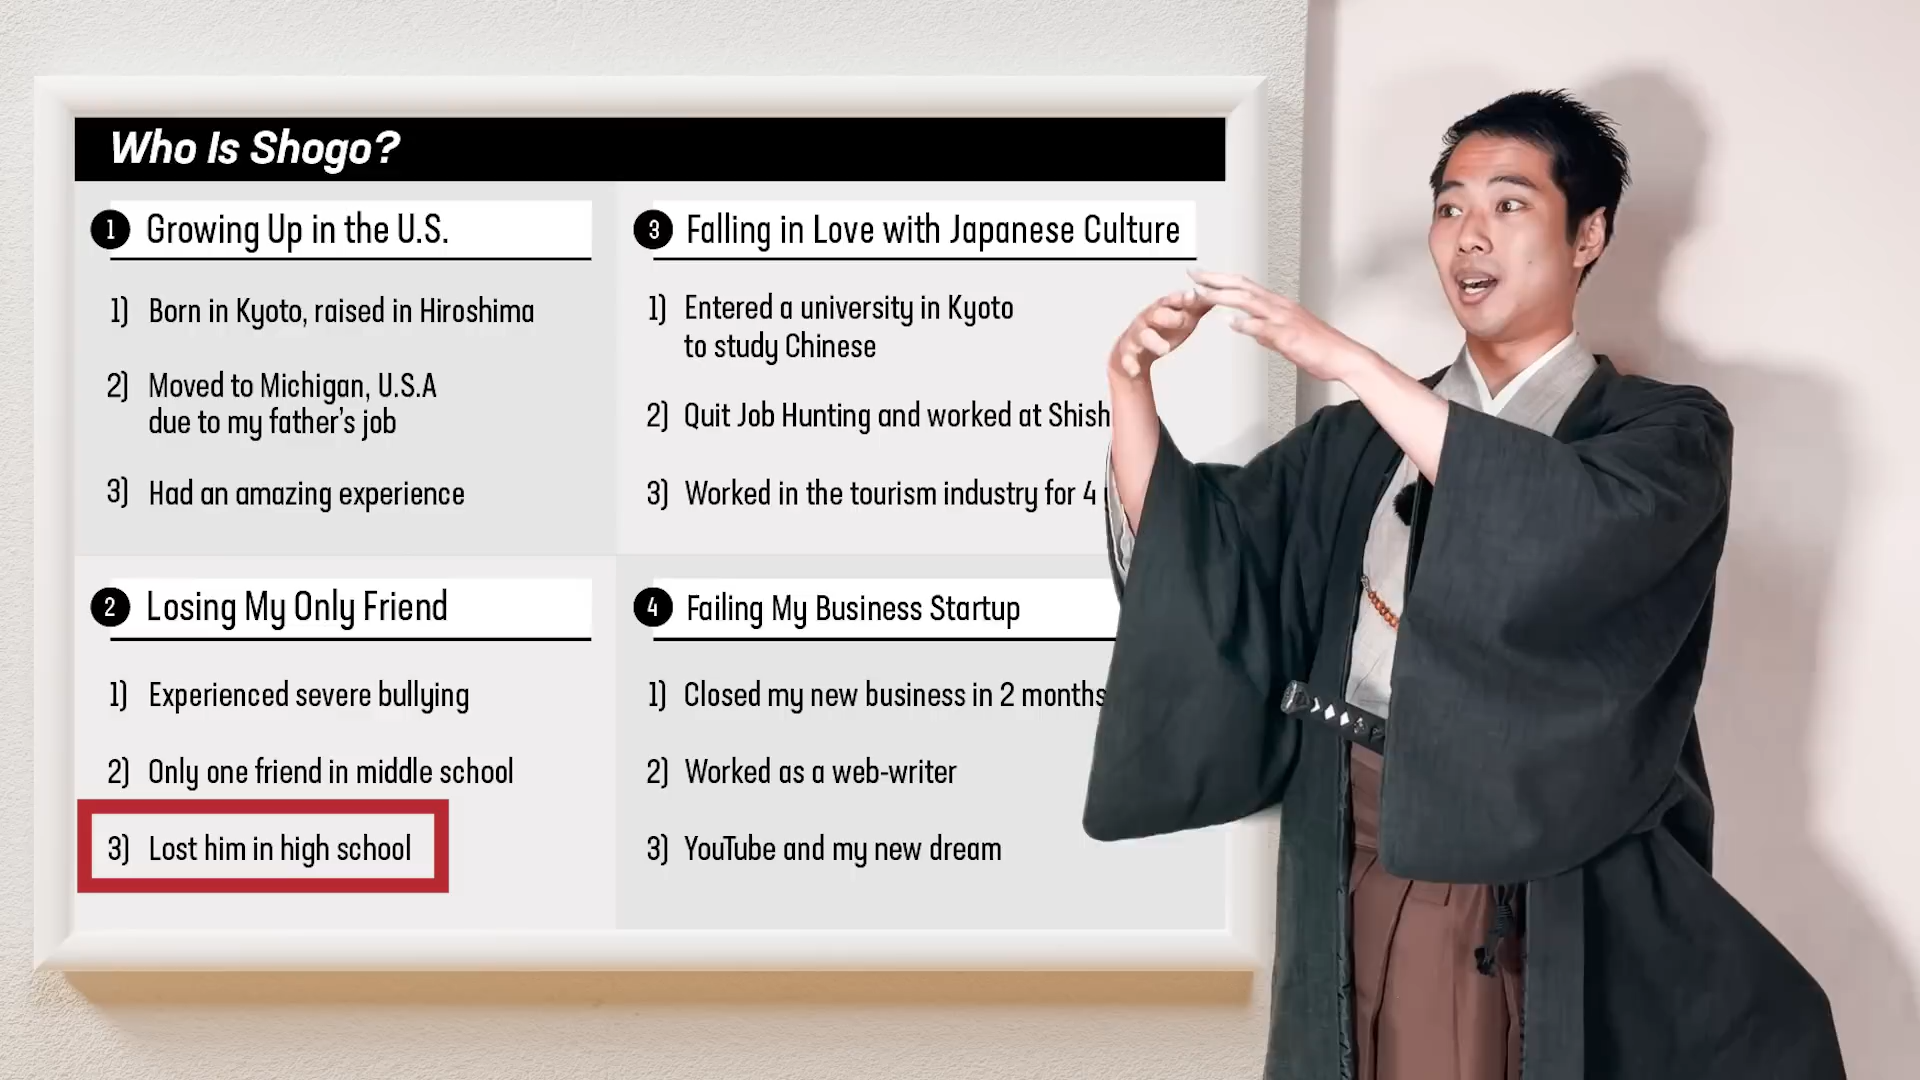 Who Is Shogo?
1 Growing Up in the U.S.
1) Born in Kyoto, raised in Hiroshima
2) Moved to Michigan, U.S.A
due to my father's job
3) Had an amazing experience
2 Losing My Only Friend
1) Experienced severe bullying
2) Only one friend in middle school
3) Lost him in high school
3 Falling in Love with Japanese Culture
1) Entered a university in Kyoto
to study Chinese
2) Quit Job Hunting and worked at Shish
3) Worked in the tourism industry for 4
4 Failing My Business Startup
1) Closed my new business in 2 months
2) Worked as a web-writer
3) YouTube and my new dream